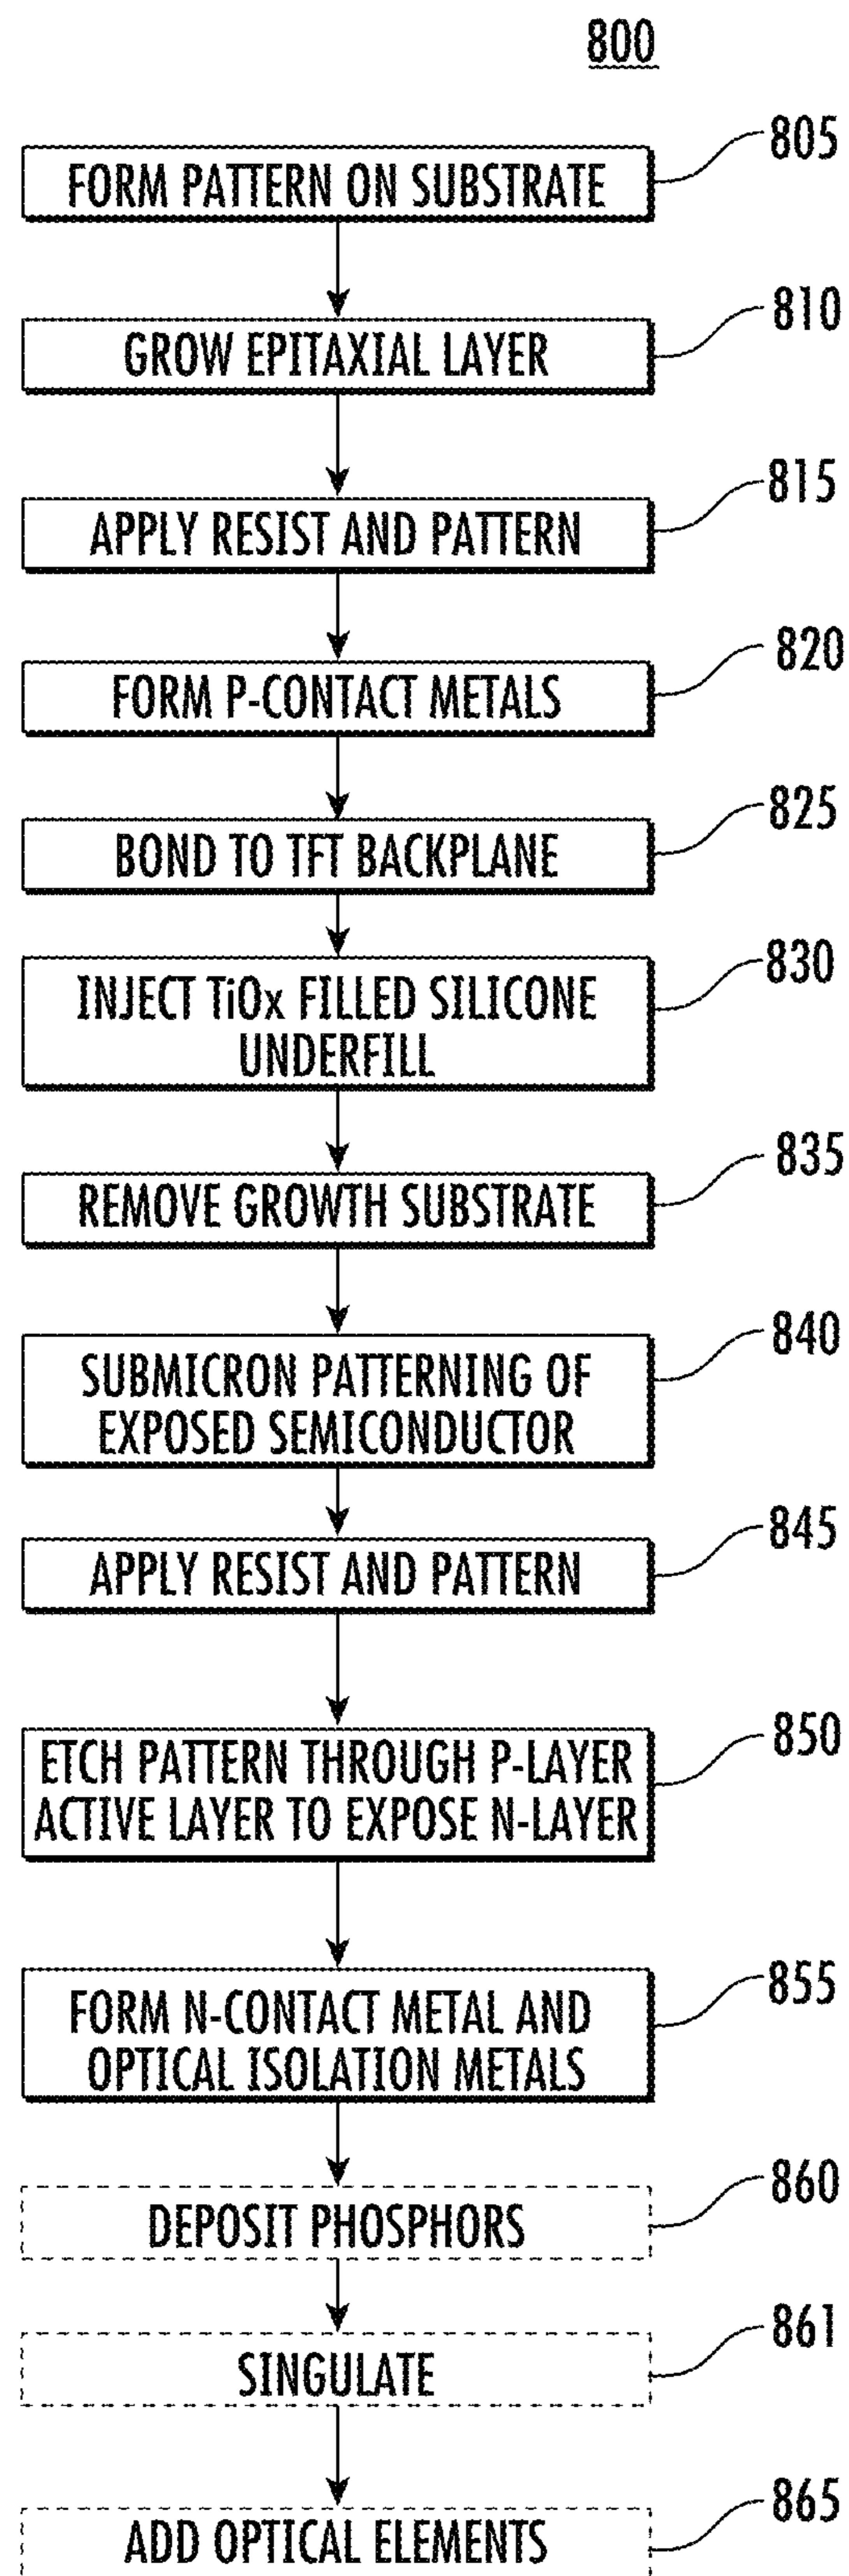 800
FORM PATTERN ON SUBSTRATE
805
GROW EPITAXIAL LAYER
810
APPLY RESIST AND PATTERN
815
FORM P-CONTACT METALS
820
BOND TO TFT BACKPLANE
825
INJECT TiOx FILLED SILICONE
UNDERFILL
830
REMOVE GROWTH SUBSTRATE
835
SUBMICRON PATTERNING OF
EXPOSED SEMICONDUCTOR
840
APPLY RESIST AND PATTERN
845
ETCH PATTERN THROUGH P-LAYER
ACTIVE LAYER TO EXPOSE N-LAYER
850
FORM N-CONTACT METAL AND
OPTICAL ISOLATION METALS
855
DEPOSIT PHOSPHORS
860
SINGULATE
861
ADD OPTICAL ELEMENTS
865